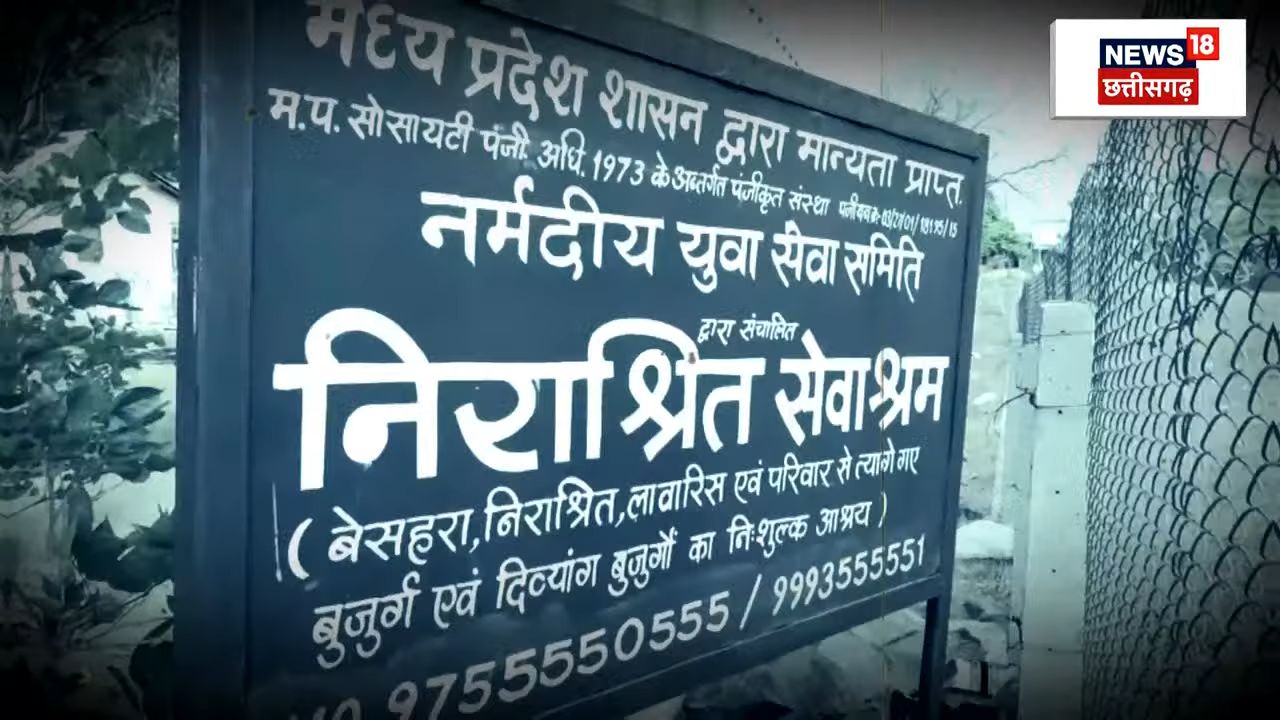 NEWS 18
छत्तीसगढ़
मध्य प्रदेश शासन द्वारा मान्यता प्राप्त.
म.प. सोसायटी पंजी. अधि. 1973 के अन्तर्गत पंजीकृत संस्था
नर्मदीय युवा सेवा समिति
द्वारा संचालित
निराश्रित सेवाश्रम
( बेसहरा, निराश्रित, लावारिस एवं परिवार से त्यागे गए
बुजुर्ग एवं दिव्यांग बुजुर्गों का निःशुल्क आश्रय )
9755550555 / 9993555551